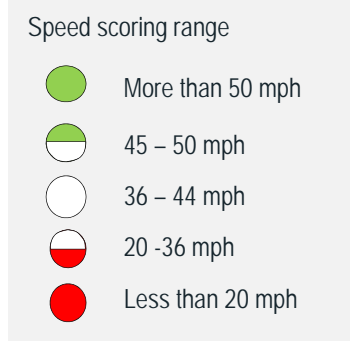 Speed scoring range
More than 50 mph
45 – 50 mph
36 – 44 mph
20 -36 mph
Less than 20 mph